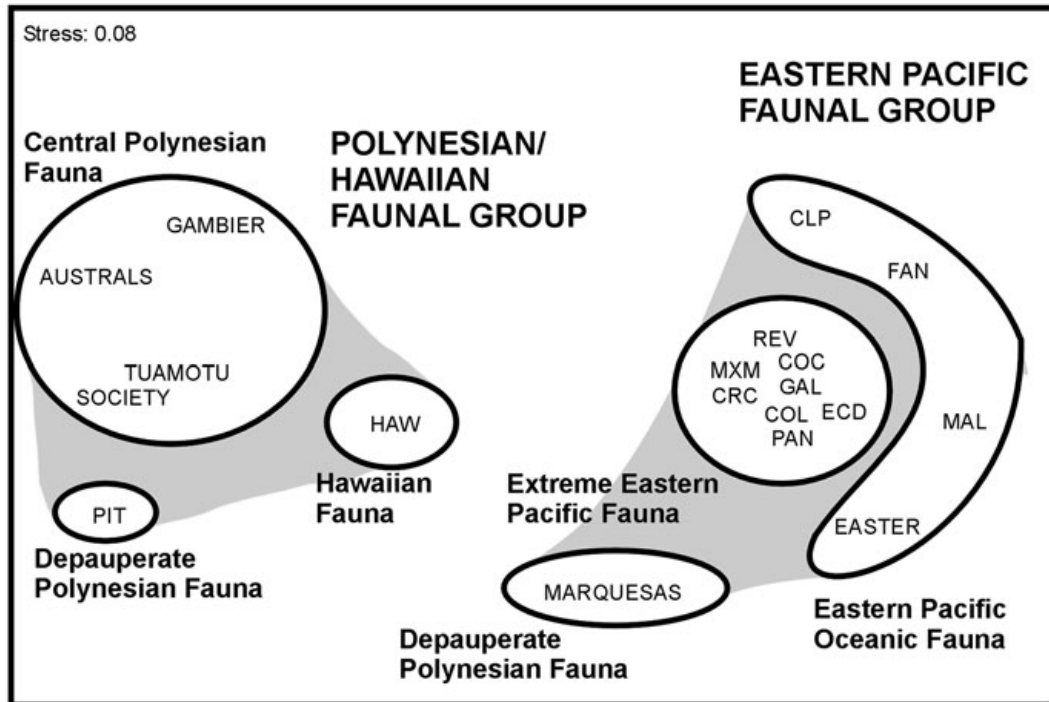 Stress: 0.08
EASTERN PACIFIC
FAUNAL GROUP
Central Polynesian
Fauna
POLYNESIAN/
HAWAIIAN
FAUNAL GROUP
GAMBIER
AUSTRALS
TUAMOTU
SOCIETY
HAW
Hawaiian
Fauna
PIT
Depauperate
Polynesian Fauna
CLP
FAN
REV
MXM
COC
CRC
GAL
COL
ECD
PAN
MAL
Extreme Eastern
Pacific Fauna
EASTER
MARQUESAS
Depauperate
Polynesian Fauna
Eastern Pacific
Oceanic Fauna